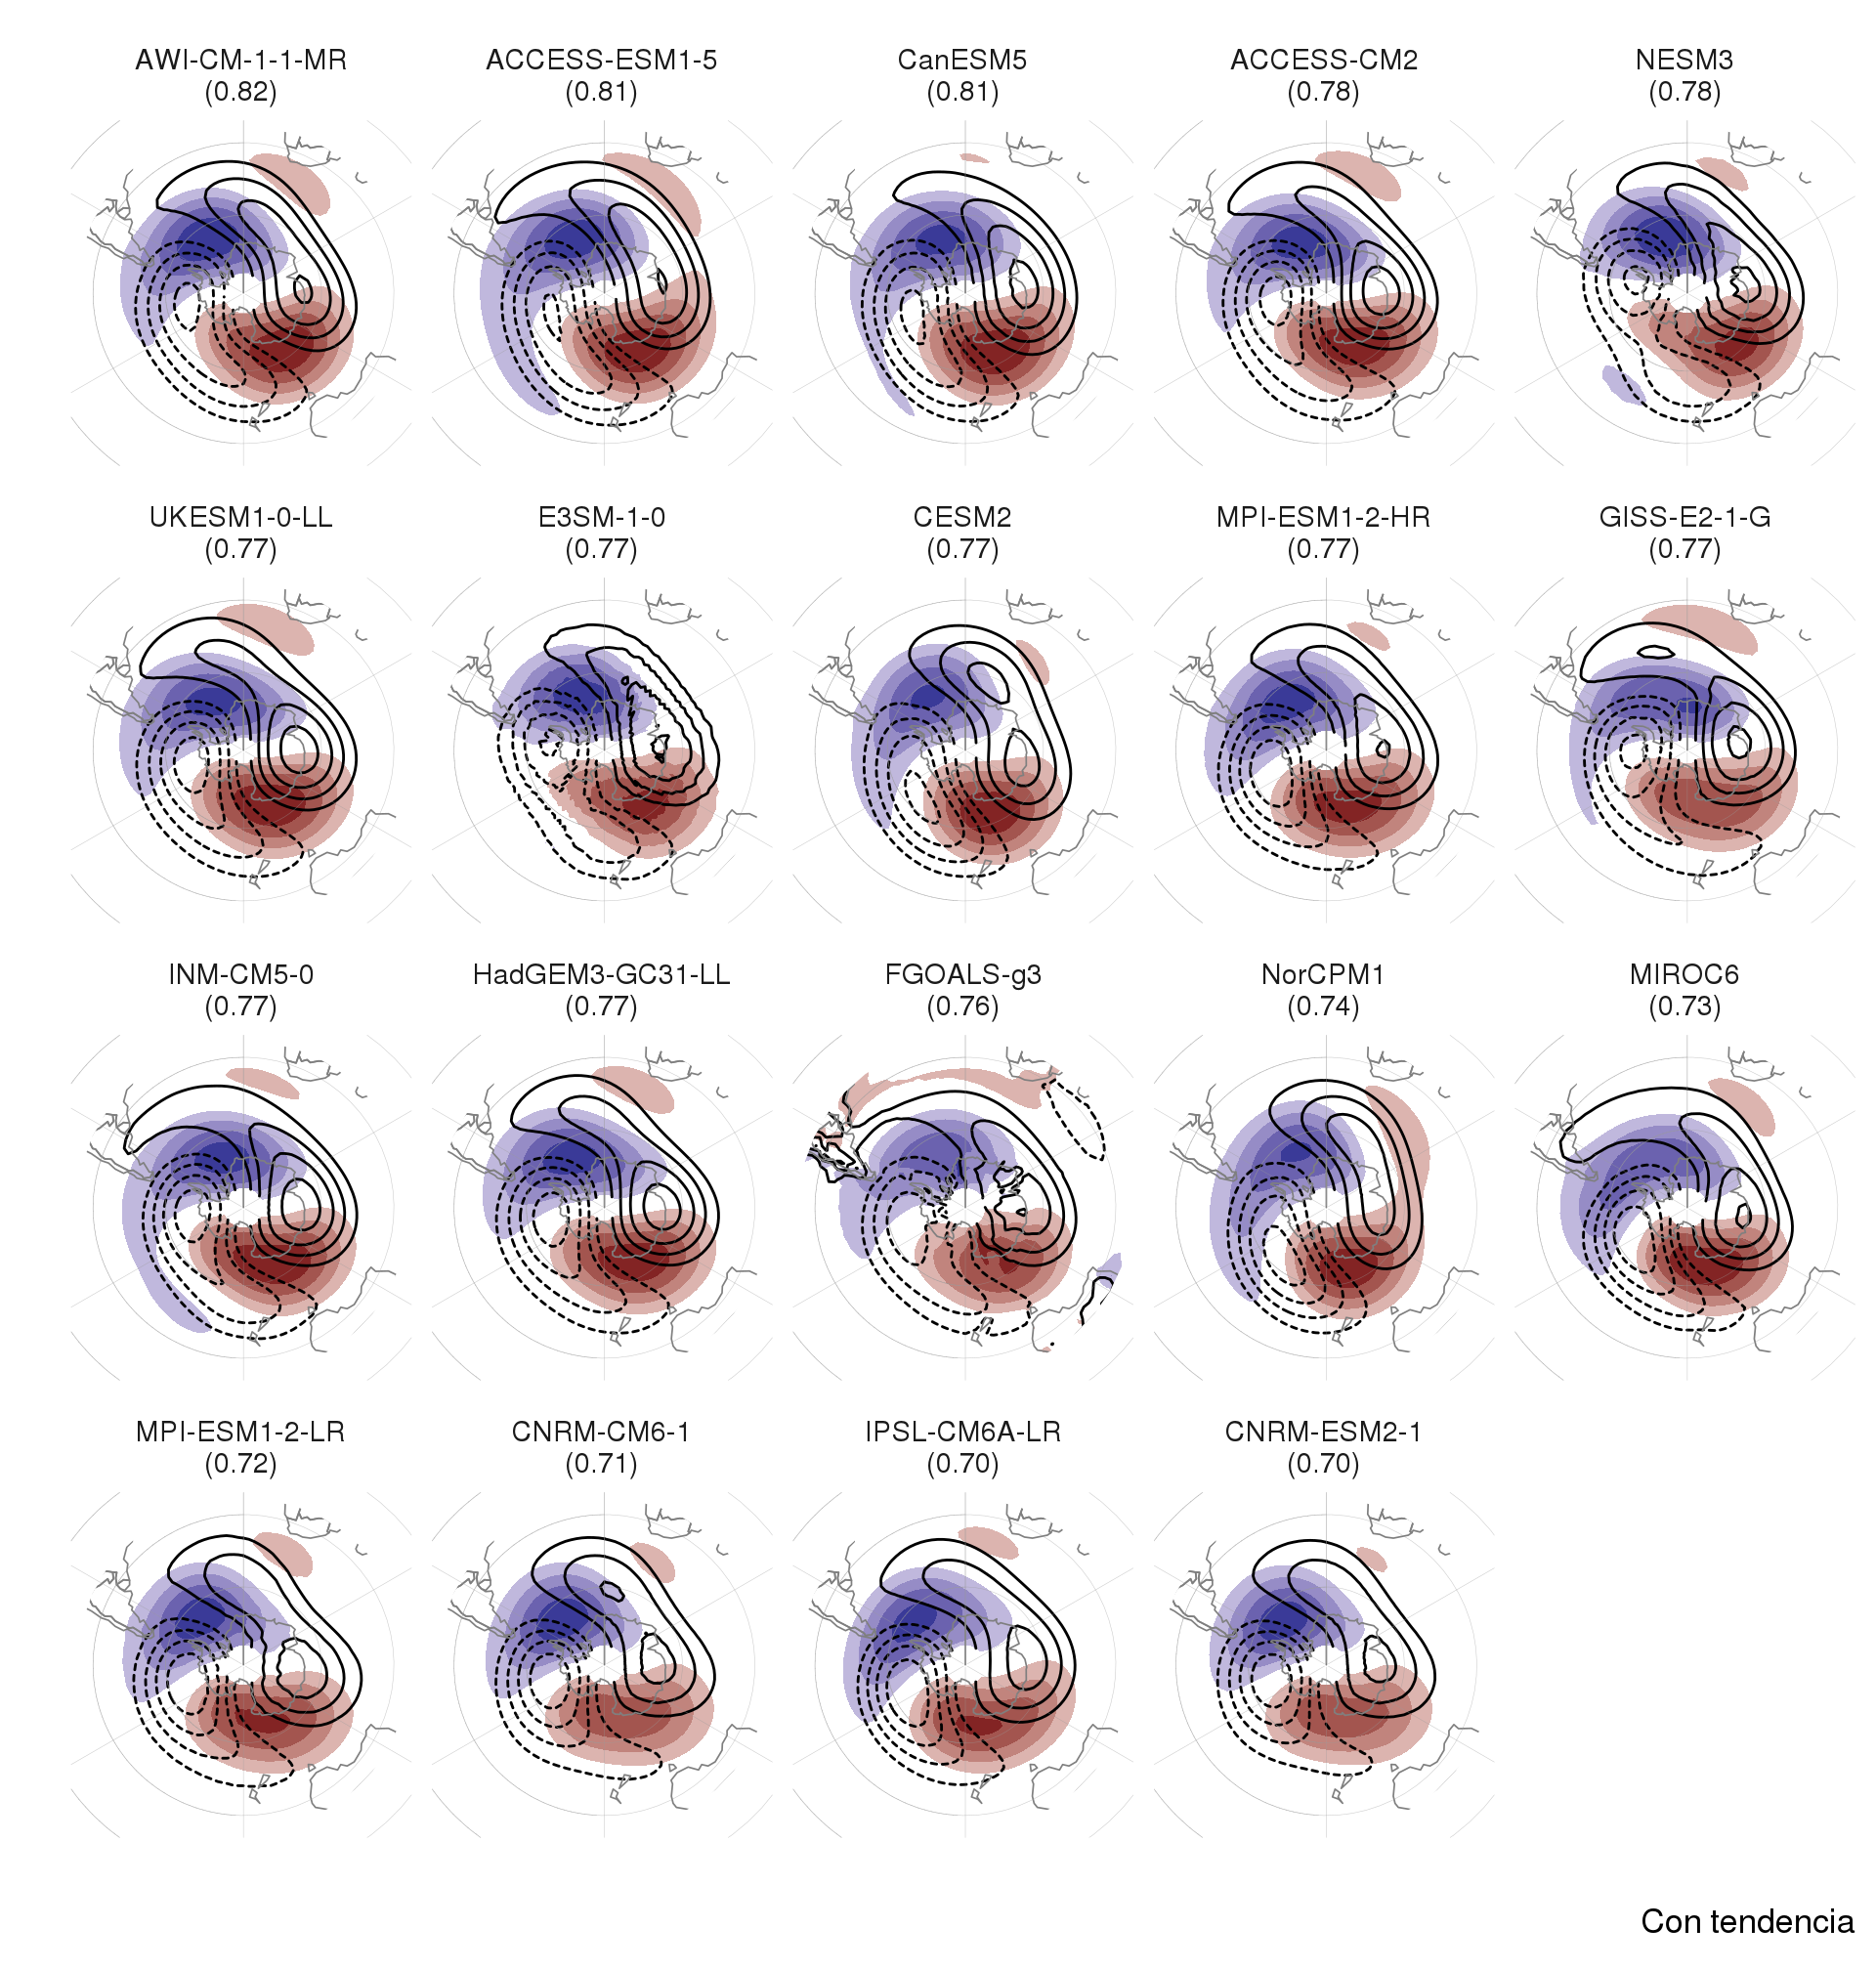 AWI-CM-1-1-MR
(0.82)
ACCESS-ESM1-5
(0.81)
CanESM5
(0.81)
ACCESS-CM2
(0.78)
NESM3
(0.78)
UKESM1-0-LL
(0.77)
E3SM-1-0
(0.77)
CESM2
(0.77)
MPI-ESM1-2-HR
(0.77)
GISS-E2-1-G
(0.77)
INM-CM5-0
(0.77)
HadGEM3-GC31-LL
(0.77)
FGOALS-g3
(0.76)
NorCPM1
(0.74)
MIROC6
(0.73)
MPI-ESM1-2-LR
(0.72)
CNRM-CM6-1
(0.71)
IPSL-CM6A-LR
(0.70)
CNRM-ESM2-1
(0.70)
Con tendencia